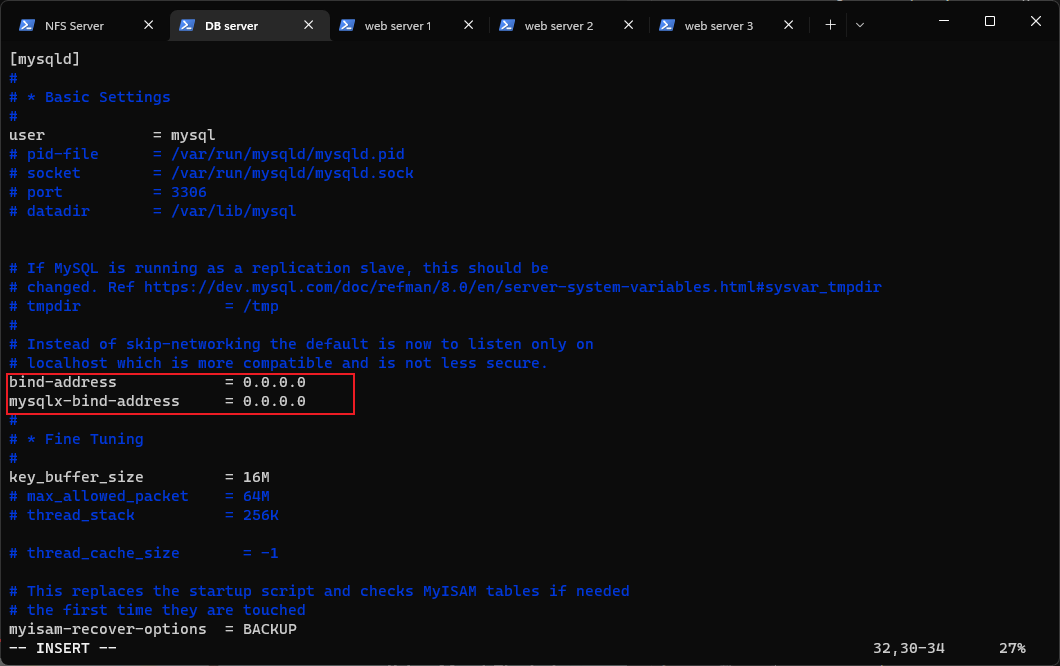 NFS Server
DB server
web server 1
web server 2
web server 3
[mysqld]
#
# * Basic Settings
#
user            = mysql
# pid-file      = /var/run/mysqld/mysqld.pid
# socket        = /var/run/mysqld/mysqld.sock
# port          = 3306
# datadir       = /var/lib/mysql
# If MySQL is running as a replication slave, this should be
# changed. Ref https://dev.mysql.com/doc/refman/8.0/en/server-system-variables.html#sysvar_tmpdir
# tmpdir                = /tmp
#
# Instead of skip-networking the default is now to listen only on
# localhost which is more compatible and is not less secure.
bind-address            = 0.0.0.0
mysqlx-bind-address     = 0.0.0.0
#
# * Fine Tuning
#
key_buffer_size         = 16M
# max_allowed_packet    = 64M
# thread_stack          = 256K
# thread_cache_size       = -1
# This replaces the startup script and checks MyISAM tables if needed
# the first time they are touched
myisam-recover-options  = BACKUP
-- INSERT --
32,30-34
27%